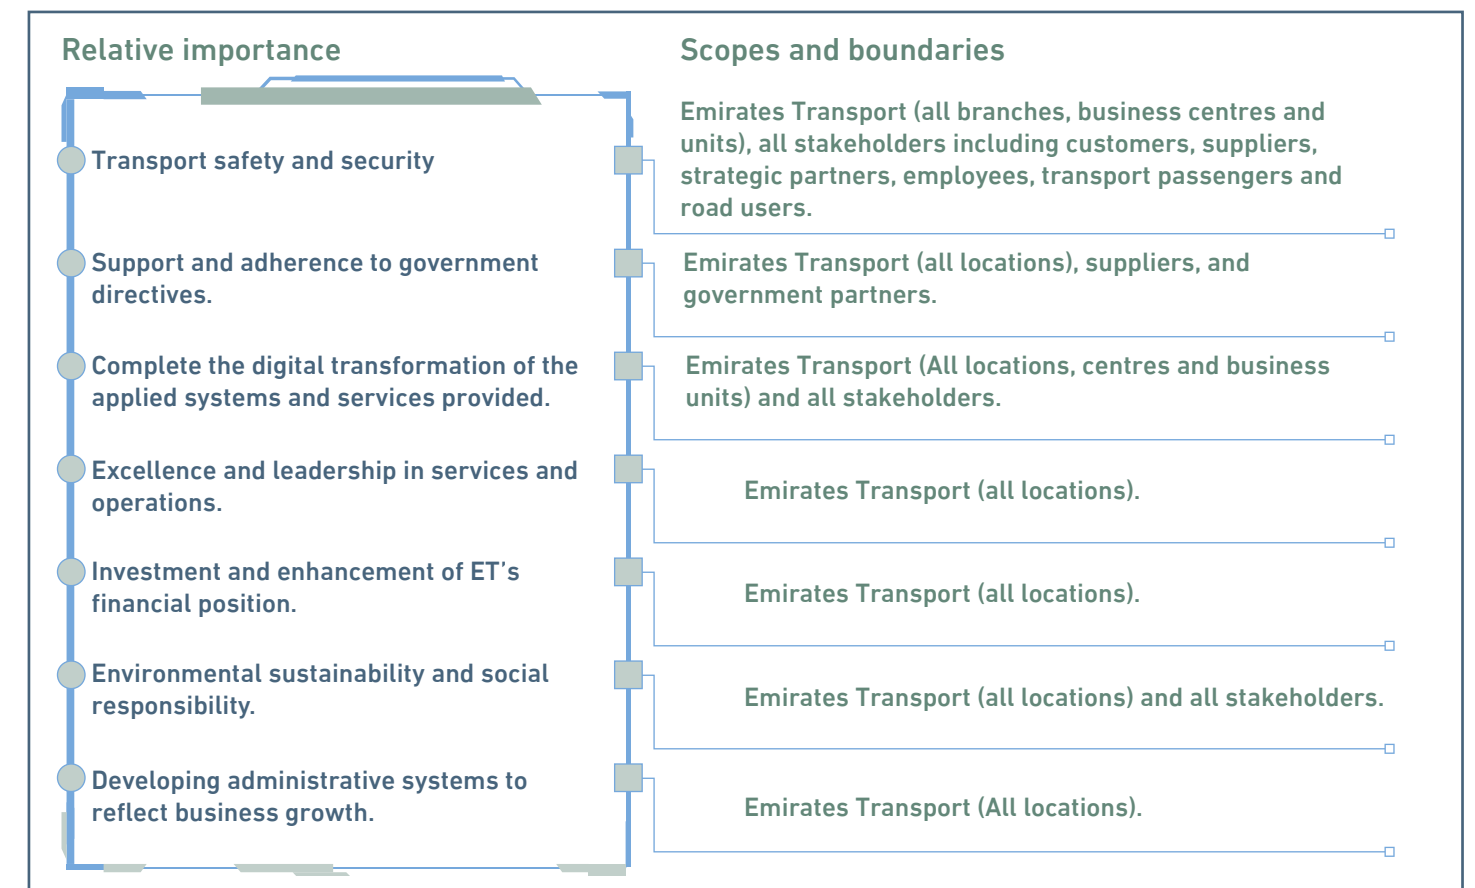 Relative importance
Scopes and boundaries
Transport safety and security
Emirates Transport (all branches, business centres and
units), all stakeholders including customers, suppliers,
strategic partners, employees, transport passengers and
road users.
Support and adherence to government
directives.
Emirates Transport (all locations), suppliers, and
government partners.
Complete the digital transformation of the
applied systems and services provided.
Emirates Transport (All locations, centres and business
units) and all stakeholders.
Excellence and leadership in services and
operations.
Emirates Transport (all locations).
Investment and enhancement of ET’s
financial position.
Emirates Transport (all locations).
Environmental sustainability and social
responsibility.
Emirates Transport (all locations) and all stakeholders.
Developing administrative systems to
reflect business growth.
Emirates Transport (All locations).